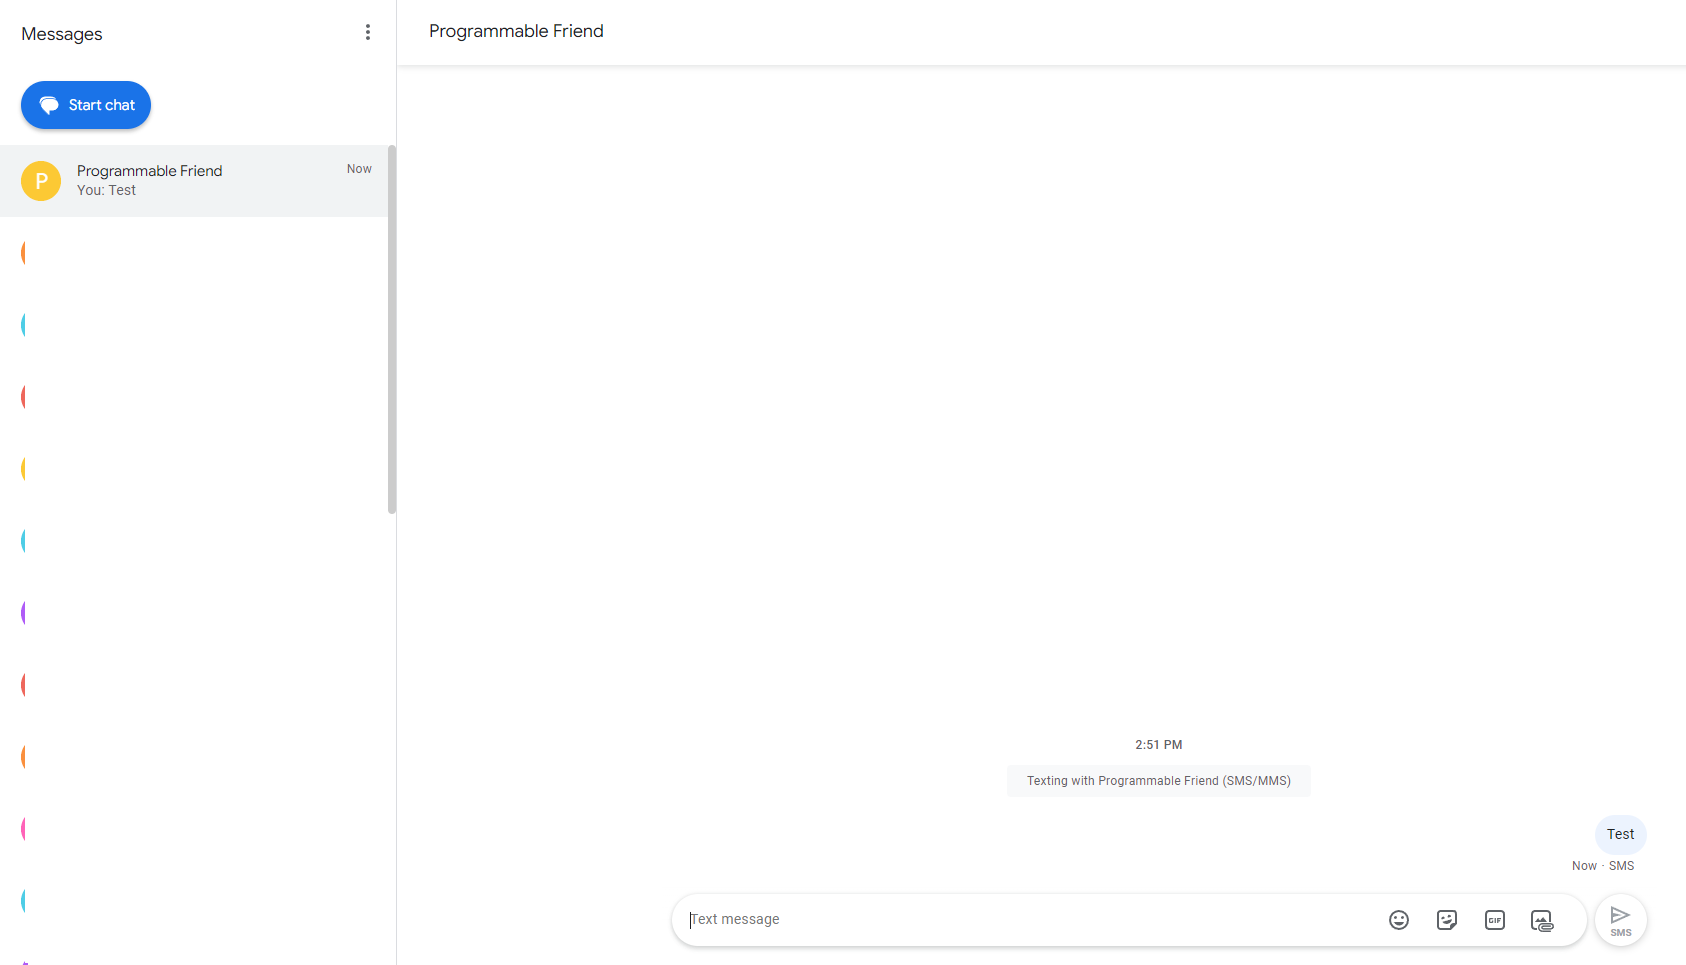 Messages
Programmable Friend
Start chat
P
Programmable Friend
Now
You: Test
2:51 PM
Texting with Programmable Friend (SMS/MMS)
Test
Now · SMS
Text message
GIF
SMS